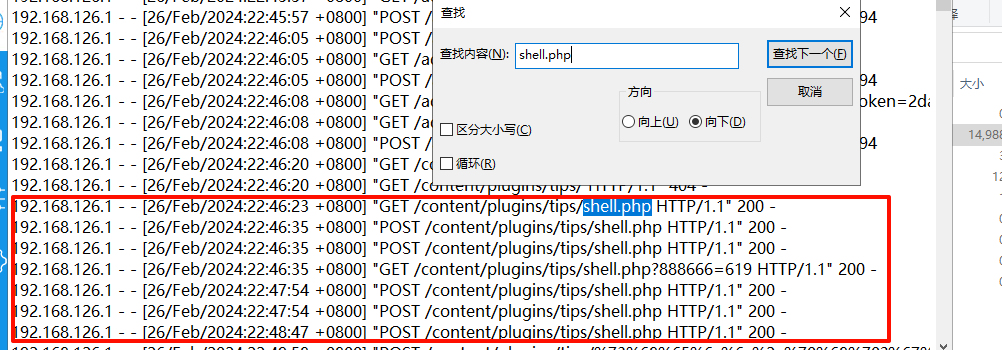 192.168.126.1 - - [26/Feb/2024:22:45:57 +0800] "POST / 94
192.168.126.1 - - [26/Feb/2024:22:46:05 +0800] "POST /
192.168.126.1 - - [26/Feb/2024:22:46:05 +0800] "GET /a
192.168.126.1 - - [26/Feb/2024:22:46:05 +0800] "POST / 94
192.168.126.1 - - [26/Feb/2024:22:46:08 +0800] "GET /a oken=2da
192.168.126.1 - - [26/Feb/2024:22:46:08 +0800] "GET /a
192.168.126.1 - - [26/Feb/2024:22:46:08 +0800] "POST / 94
192.168.126.1 - - [26/Feb/2024:22:46:20 +0800] "GET /c
192.168.126.1 - - [26/Feb/2024:22:46:20 +0800] "GET /content/plugins/tips/ HTTP/1.1" 404 -
192.168.126.1 - - [26/Feb/2024:22:46:23 +0800] "GET /content/plugins/tips/shell.php HTTP/1.1" 200 -
192.168.126.1 - - [26/Feb/2024:22:46:35 +0800] "POST /content/plugins/tips/shell.php HTTP/1.1" 200 -
192.168.126.1 - - [26/Feb/2024:22:46:35 +0800] "POST /content/plugins/tips/shell.php HTTP/1.1" 200 -
192.168.126.1 - - [26/Feb/2024:22:46:35 +0800] "GET /content/plugins/tips/shell.php?888666=619 HTTP/1.1" 200 -
192.168.126.1 - - [26/Feb/2024:22:47:54 +0800] "POST /content/plugins/tips/shell.php HTTP/1.1" 200 -
192.168.126.1 - - [26/Feb/2024:22:47:54 +0800] "POST /content/plugins/tips/shell.php HTTP/1.1" 200 -
192.168.126.1 - - [26/Feb/2024:22:48:47 +0800] "POST /content/plugins/tips/shell.php HTTP/1.1" 200 -
查找
查找内容(N): shell.php
查找下一个(F)
取消
方向
向上(U) 向下(D)
区分大小写(C)
循环(R)
大小
14,988